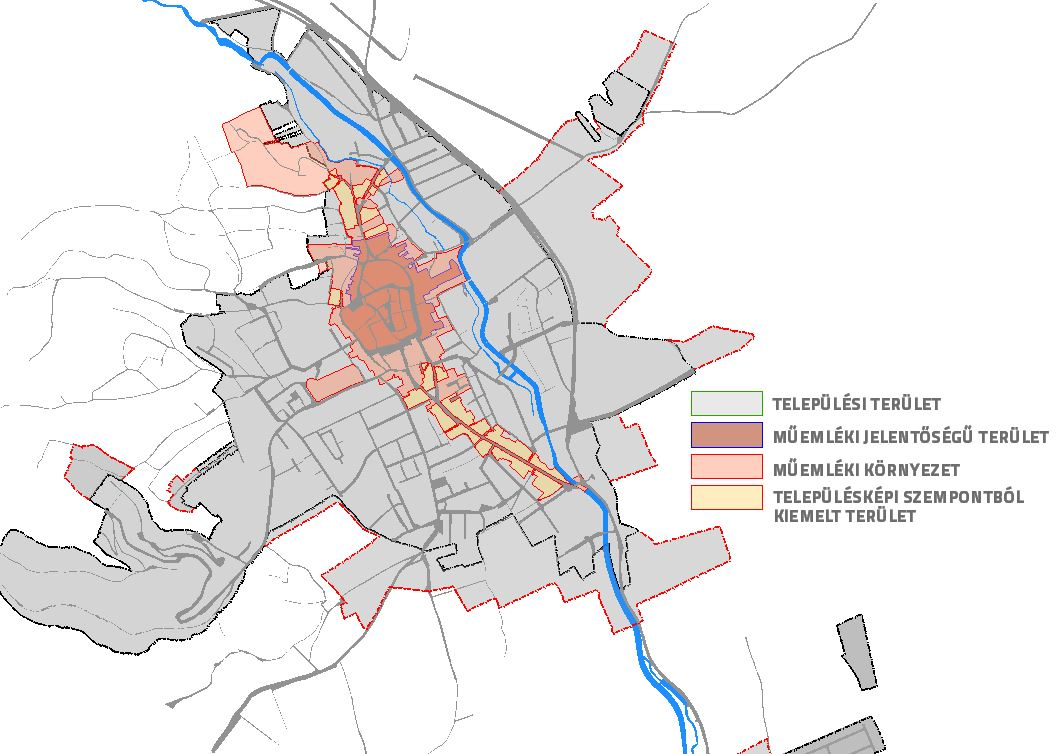 TELEPÜLÉSI TERÜLET
MŰEMLÉKI JELENTŐSÉGŰ TERÜLET
MŰEMLÉKI KÖRNYEZET
TELEPÜLÉSKÉPI SZEMPONTBÓL
KIEMELT TERÜLET